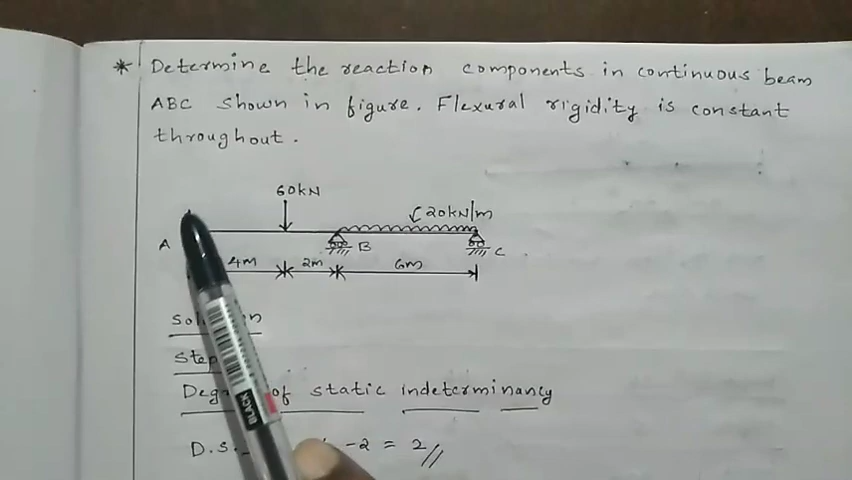 * Determine the reaction components in continuous beam
ABC shown in figure. Flexural rigidity is constant
throughout.
60kN
20kN/m
A
B
C
4m
2m
6m
Degree of static indeterminancy
-2 = 2//